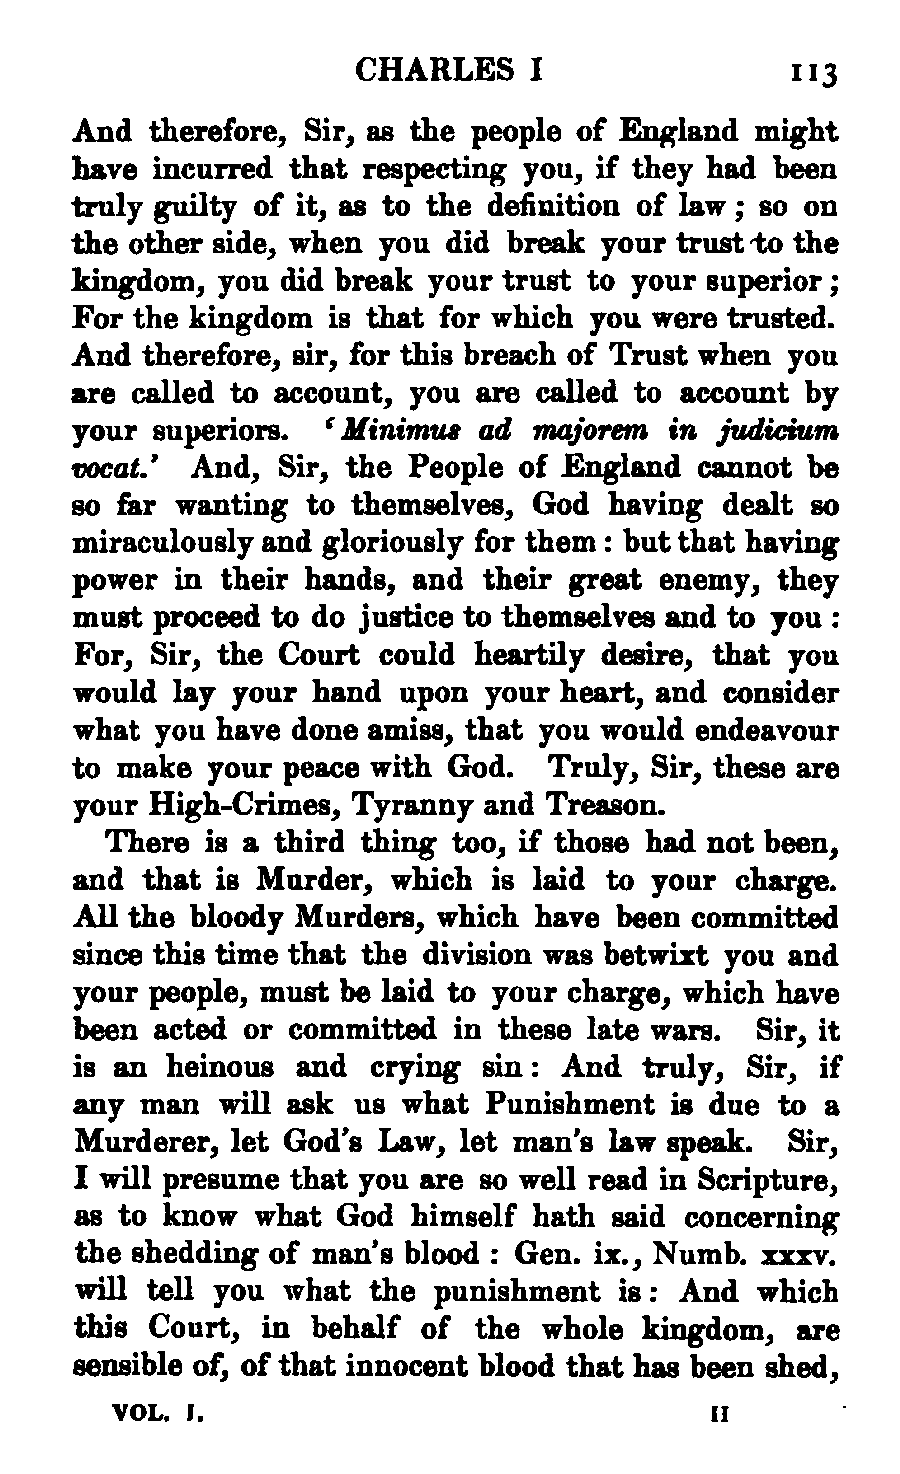 CHARLES I 113
And therefore, Sir, as the people of England might
have incurred that respecting you, if they had been
truly guilty of it, as to the definition of law ; so on
the other side, when you did break your trust to the
kingdom, you did break your trust to your superior ;
For the kingdom is that for which you were trusted.
And therefore, sir, for this breach of Trust when you
are called to account, you are called to account by
your superiors. ‘ Minimus ad majorem in judicium
vocat.’ And, Sir, the People of England cannot be
so far wanting to themselves, God having dealt so
miraculously and gloriously for them : but that having
power in their hands, and their great enemy, they
must proceed to do justice to themselves and to you :
For, Sir, the Court could heartily desire, that you
would lay your hand upon your heart, and consider
what you have done amiss, that you would endeavour
to make your peace with God. Truly, Sir, these are
your High-Crimes, Tyranny and Treason.
There is a third thing too, if those had not been,
and that is Murder, which is laid to your charge.
All the bloody Murders, which have been committed
since this time that the division was betwixt you and
your people, must be laid to your charge, which have
been acted or committed in these late wars. Sir, it
is an heinous and crying sin : And truly, Sir, if
any man will ask us what Punishment is due to a
Murderer, let God's Law, let man's law speak. Sir,
I will presume that you are so well read in Scripture,
as to know what God himself hath said concerning
the shedding of man's blood : Gen. ix., Numb. xxxv.
will tell you what the punishment is : And which
this Court, in behalf of the whole kingdom, are
sensible of, of that innocent blood that has been shed,
VOL. I. II